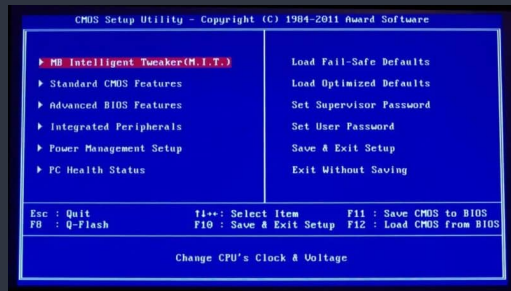 CMOS Setup Utility - Copyright (C) 1984-2011 Award Software
▶ MB Intelligent Tweaker(M.I.T.)
▶ Standard CMOS Features
▶ Advanced BIOS Features
▶ Integrated Peripherals
▶ Power Management Setup
▶ PC Health Status
Load Fail-Safe Defaults
Load Optimized Defaults
Set Supervisor Password
Set User Password
Save & Exit Setup
Exit Without Saving
Esc : Quit ↑↓→←: Select Item F11 : Save CMOS to BIOS
F8 : Q-Flash F10 : Save & Exit Setup F12 : Load CMOS from BIOS
Change CPU's Clock & Voltage